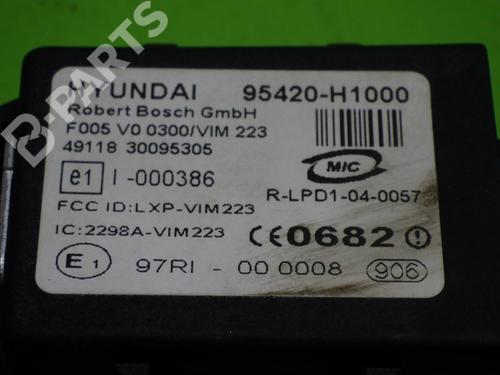 HYUNDAI 95420-H1000
Robert Bosch GmbH
F005 V0 0300/VIM 223
49118 30095305
MIC
e1 I-000386
R-LPD1-04-0057
FCC ID:LXP-VIM223
IC:2298A-VIM223
CE0682
E1 97RI - 00 0008 906
B-PARTS